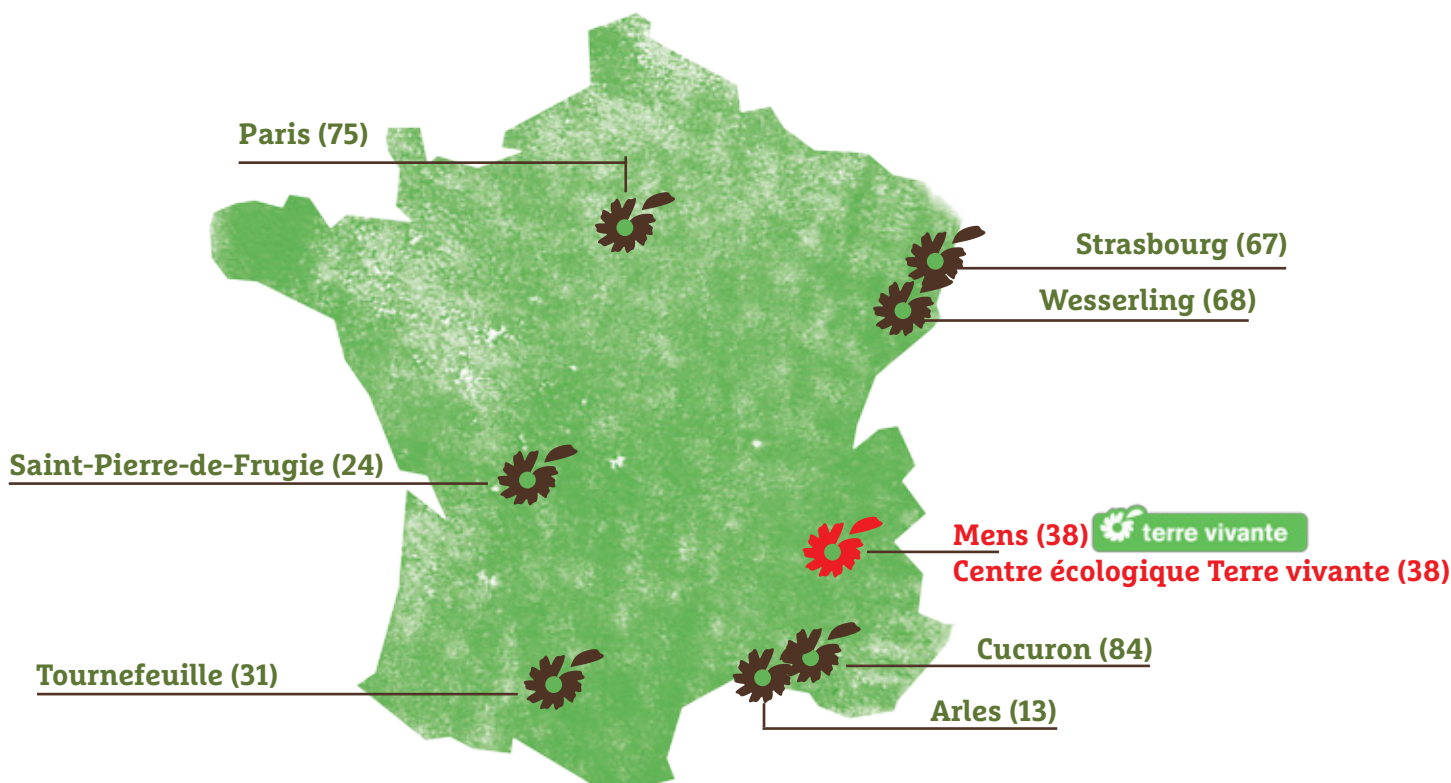 Paris (75)
Strasbourg (67)
Wesserling (68)
Saint-Pierre-de-Frugie (24)
Mens (38) terre vivante
Centre écologique Terre vivante (38)
Cucuron (84)
Tournefeuille (31)
Arles (13)